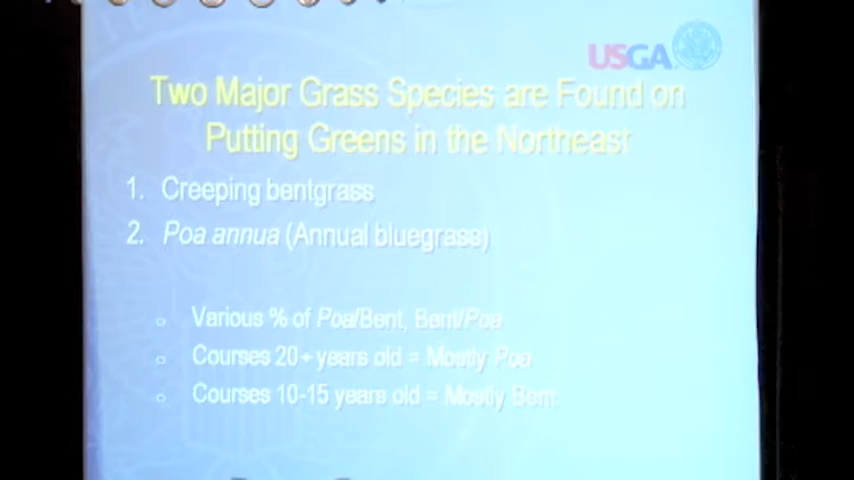 USGA
Two Major Grass Species are Found on
Putting Greens in the Northeast
1. Creeping bentgrass
2. Poa annua (Annual bluegrass)
o Various % of Poa/Bent, Bent/Poa
o Courses 20+ years old = Mostly Poa
o Courses 10-15 years old = Mostly Bent